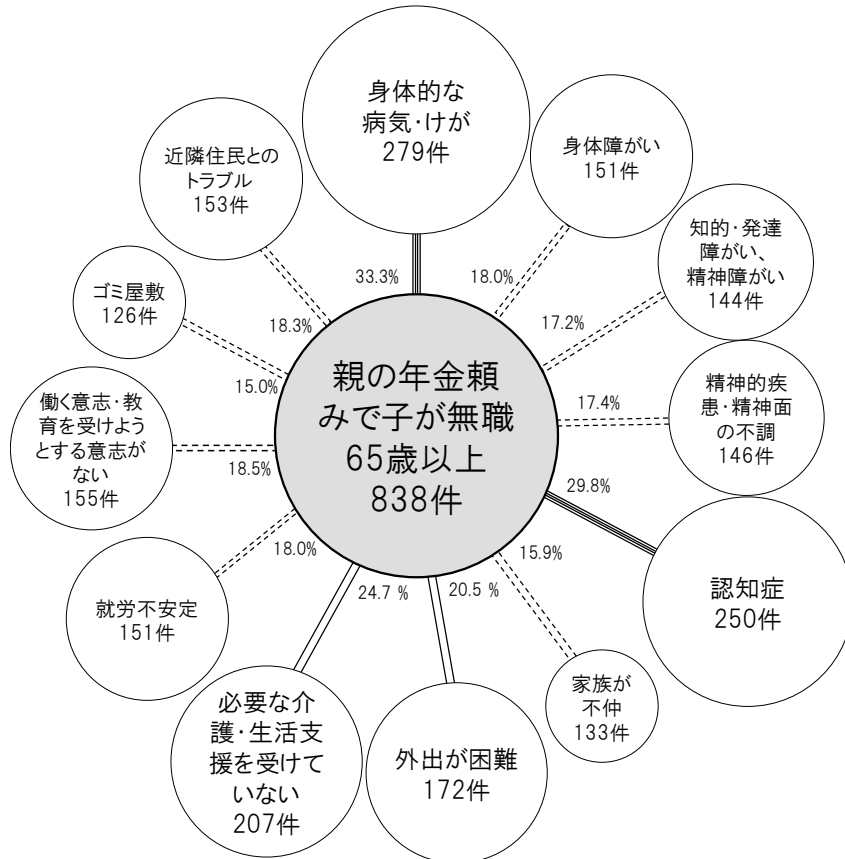 身体的な
病気・けが
279件
身体障がい
151件
知的・発達
障がい、
精神障がい
144件
精神的疾
患・精神面
の不調
146件
認知症
250件
家族が
不仲
133件
外出が困難
172件
必要な介
護・生活支
援を受けて
いない
207件
就労不安定
151件
働く意志・教
育を受けよう
とする意志が
ない
155件
ゴミ屋敷
126件
近隣住民との
トラブル
153件
33.3%
18.0%
17.2%
17.4%
29.8%
15.9%
20.5 %
24.7 %
18.0%
18.5%
15.0%
18.3%
親の年金頼
みで子が無職
65歳以上
838件